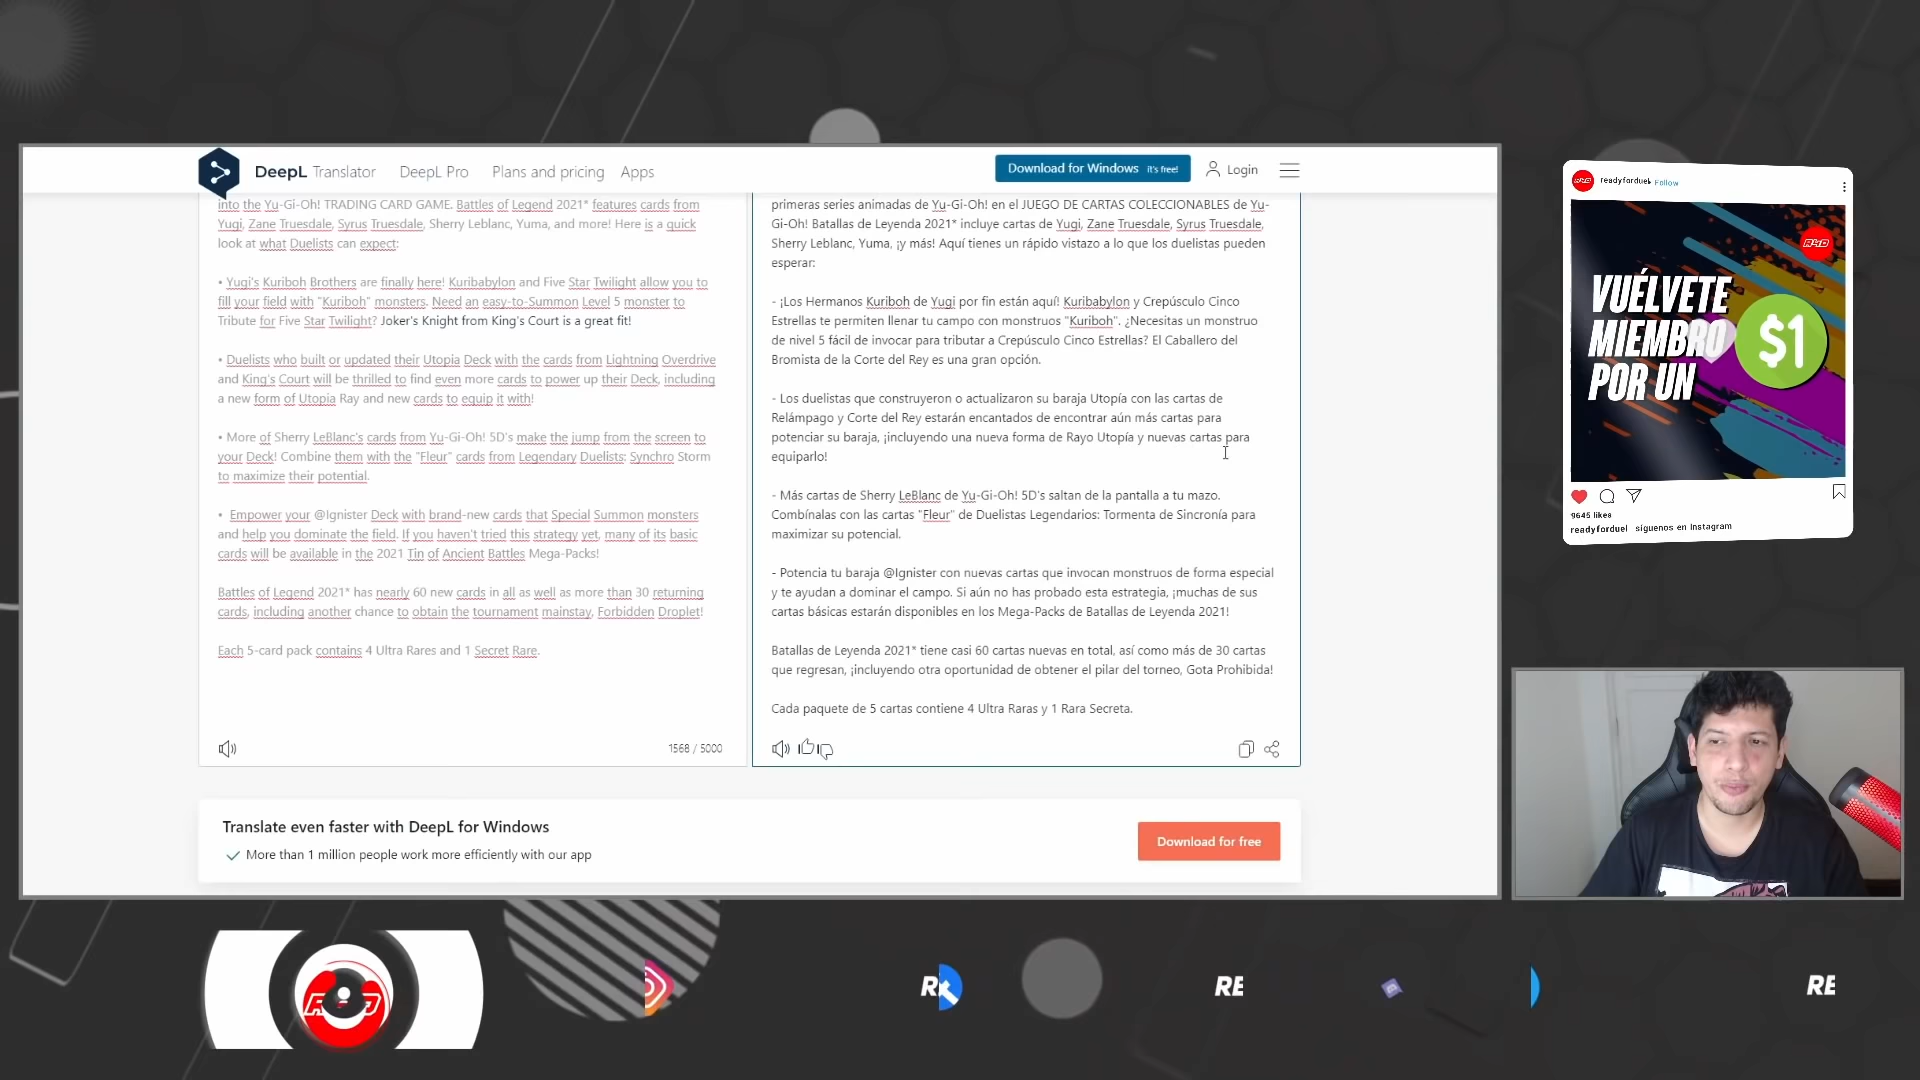 DeepL Translator DeepL Pro Plans and pricing Apps Download for Windows it's free! Login
into the Yu-Gi-Oh! TRADING CARD GAME. Battles of Legend 2021* features cards from
Yugi, Zane Truesdale, Syrus Truesdale, Sherry Leblanc, Yuma, and more! Here is a quick
look at what Duelists can expect:
• Yugi's Kuriboh Brothers are finally here! Kuribabylon and Five Star Twilight allow you to
fill your field with "Kuriboh" monsters. Need an easy-to-Summon Level 5 monster to
Tribute for Five Star Twilight? Joker's Knight from King's Court is a great fit!
• Duelists who built or updated their Utopia Deck with the cards from Lightning Overdrive
and King's Court will be thrilled to find even more cards to power up their Deck, including
a new form of Utopia Ray and new cards to equip it with!
• More of Sherry LeBlanc's cards from Yu-Gi-Oh! 5D's make the jump from the screen to
your Deck! Combine them with the "Fleur" cards from Legendary Duelists: Synchro Storm
to maximize their potential.
• Empower your @Ignister Deck with brand-new cards that Special Summon monsters
and help you dominate the field. If you haven't tried this strategy yet, many of its basic
cards will be available in the 2021 Tin of Ancient Battles Mega-Packs!
Battles of Legend 2021* has nearly 60 new cards in all as well as more than 30 returning
cards, including another chance to obtain the tournament mainstay, Forbidden Droplet!
Each 5-card pack contains 4 Ultra Rares and 1 Secret Rare.
1568 / 5000
primeras series animadas de Yu-Gi-Oh! en el JUEGO DE CARTAS COLECCIONABLES de Yu-
Gi-Oh! Batallas de Leyenda 2021* incluye cartas de Yugi, Zane Truesdale, Syrus Truesdale,
Sherry Leblanc, Yuma, ¡y más! Aquí tienes un rápido vistazo a lo que los duelistas pueden
esperar:
- ¡Los Hermanos Kuriboh de Yugi por fin están aquí! Kuribabylon y Crepúsculo Cinco
Estrellas te permiten llenar tu campo con monstruos "Kuriboh". ¿Necesitas un monstruo
de nivel 5 fácil de invocar para tributar a Crepúsculo Cinco Estrellas? El Caballero del
Bromista de la Corte del Rey es una gran opción.
- Los duelistas que construyeron o actualizaron su baraja Utopía con las cartas de
Relámpago y Corte del Rey estarán encantados de encontrar aún más cartas para
potenciar su baraja, ¡incluyendo una nueva forma de Rayo Utopía y nuevas cartas para
equiparlo!
- Más cartas de Sherry LeBlanc de Yu-Gi-Oh! 5D's saltan de la pantalla a tu mazo.
Combínalas con las cartas "Fleur" de Duelistas Legendarios: Tormenta de Sincronía para
maximizar su potencial.
- Potencia tu baraja @Ignister con nuevas cartas que invocan monstruos de forma especial
y te ayudan a dominar el campo. Si aún no has probado esta estrategia, ¡muchas de sus
cartas básicas estarán disponibles en los Mega-Packs de Batallas de Leyenda 2021!
Batallas de Leyenda 2021* tiene casi 60 cartas nuevas en total, así como más de 30 cartas
que regresan, ¡incluyendo otra oportunidad de obtener el pilar del torneo, Gota Prohibida!
Cada paquete de 5 cartas contiene 4 Ultra Raras y 1 Rara Secreta.
Translate even faster with DeepL for Windows
More than 1 million people work more efficiently with our app
Download for free
readyforduel Follow
R4D
VUÉLVETE
MIEMBRO $1
POR UN
9645 likes
readyforduel síguenos en Instagram
R4D
RE
RE